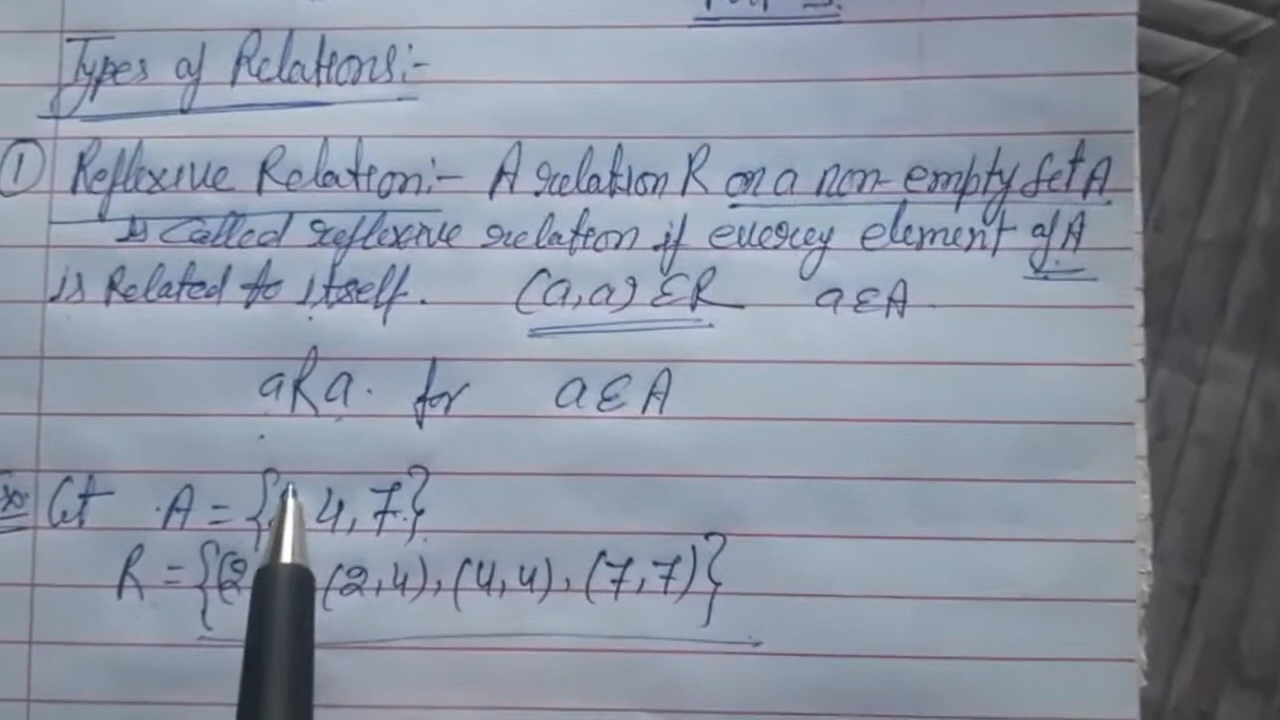 Types of Relations:-
① Reflexive Relation:- A relation R on a non-empty set A
is called reflexive relation if every element of A
is Related to itself. (a,a) ∈ R a ∈ A
aRa. for a ∈ A
Ex. Let A = { 4, 7}
R = {(2 (2,4), (4,4), (7,7)}